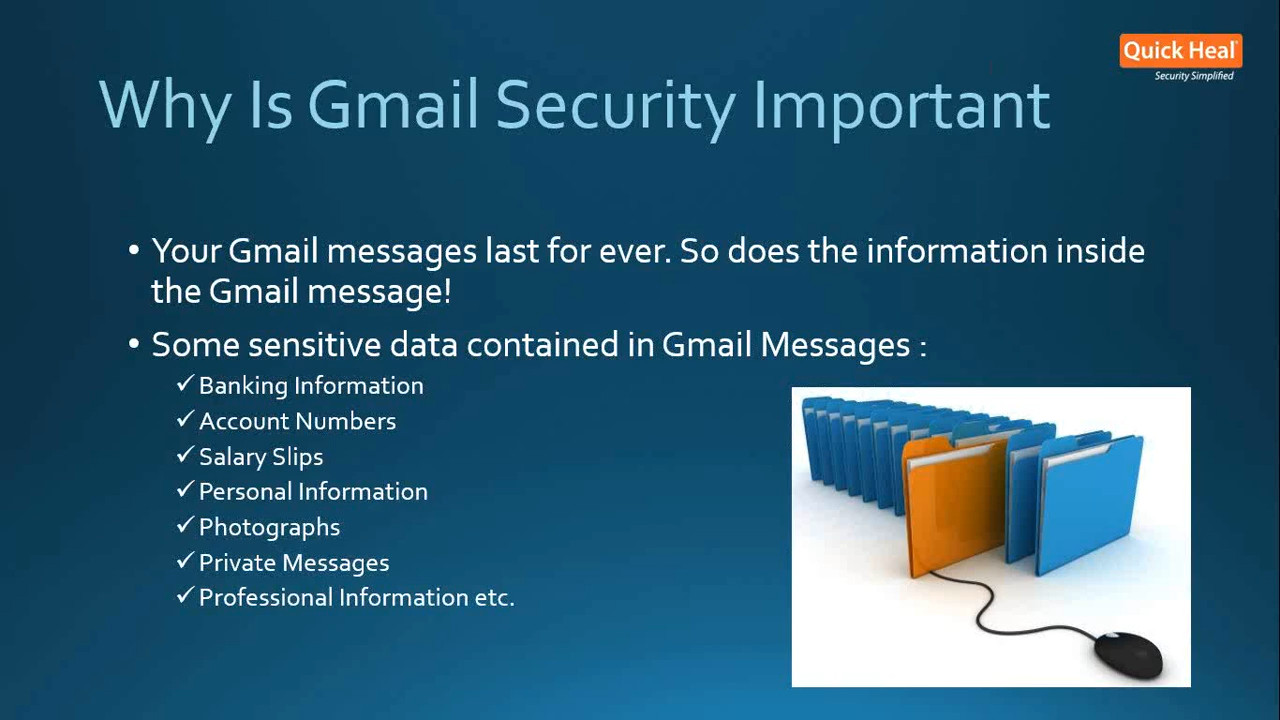 Quick Heal
Security Simplified
Why Is Gmail Security Important
• Your Gmail messages last for ever. So does the information inside
the Gmail message!
• Some sensitive data contained in Gmail Messages :
✓Banking Information
✓Account Numbers
✓Salary Slips
✓Personal Information
✓Photographs
✓Private Messages
✓Professional Information etc.